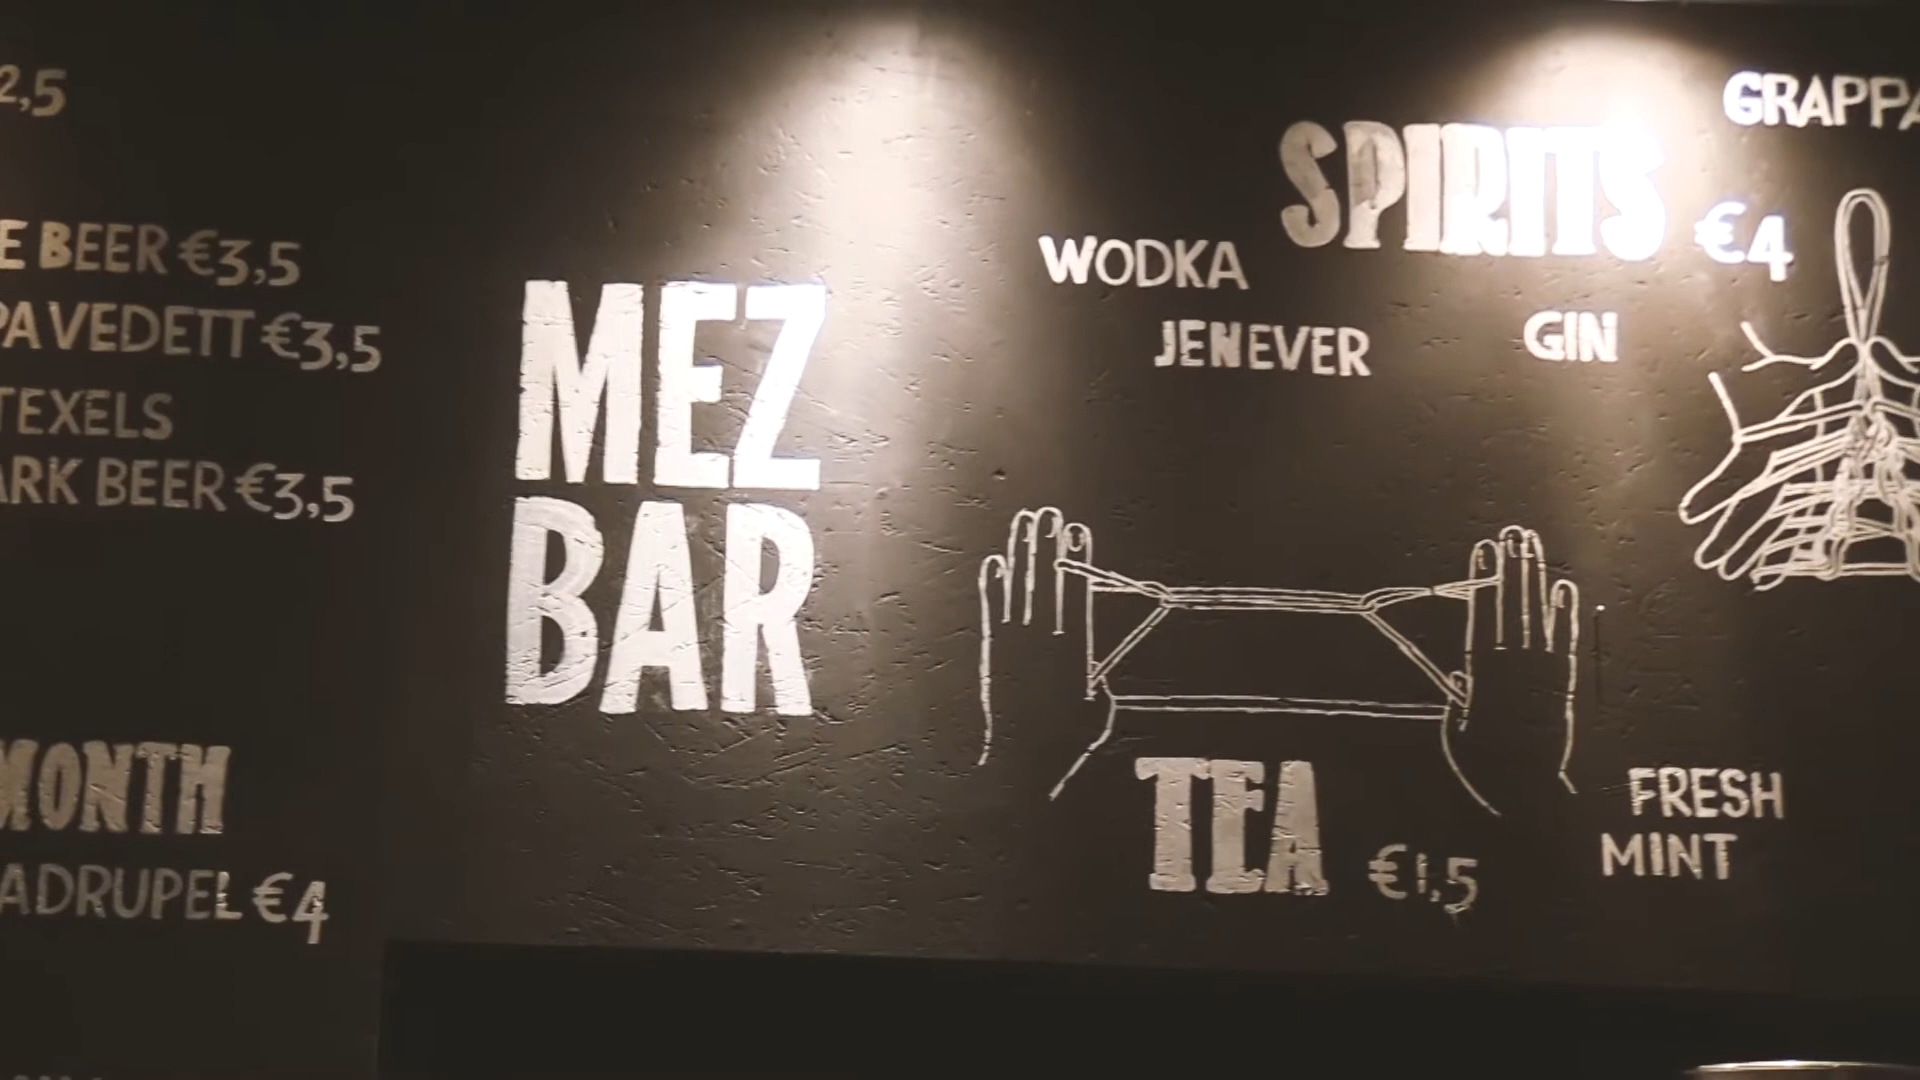 2,5
E BEER €3,5
PA VEDETT €3,5
TEXELS
ARK BEER €3,5
MONTH
ADRUPEL €4
MEZ
BAR
GRAPPA
SPIRITS €4
WODKA
JENEVER
GIN
TEA €1,5
FRESH
MINT